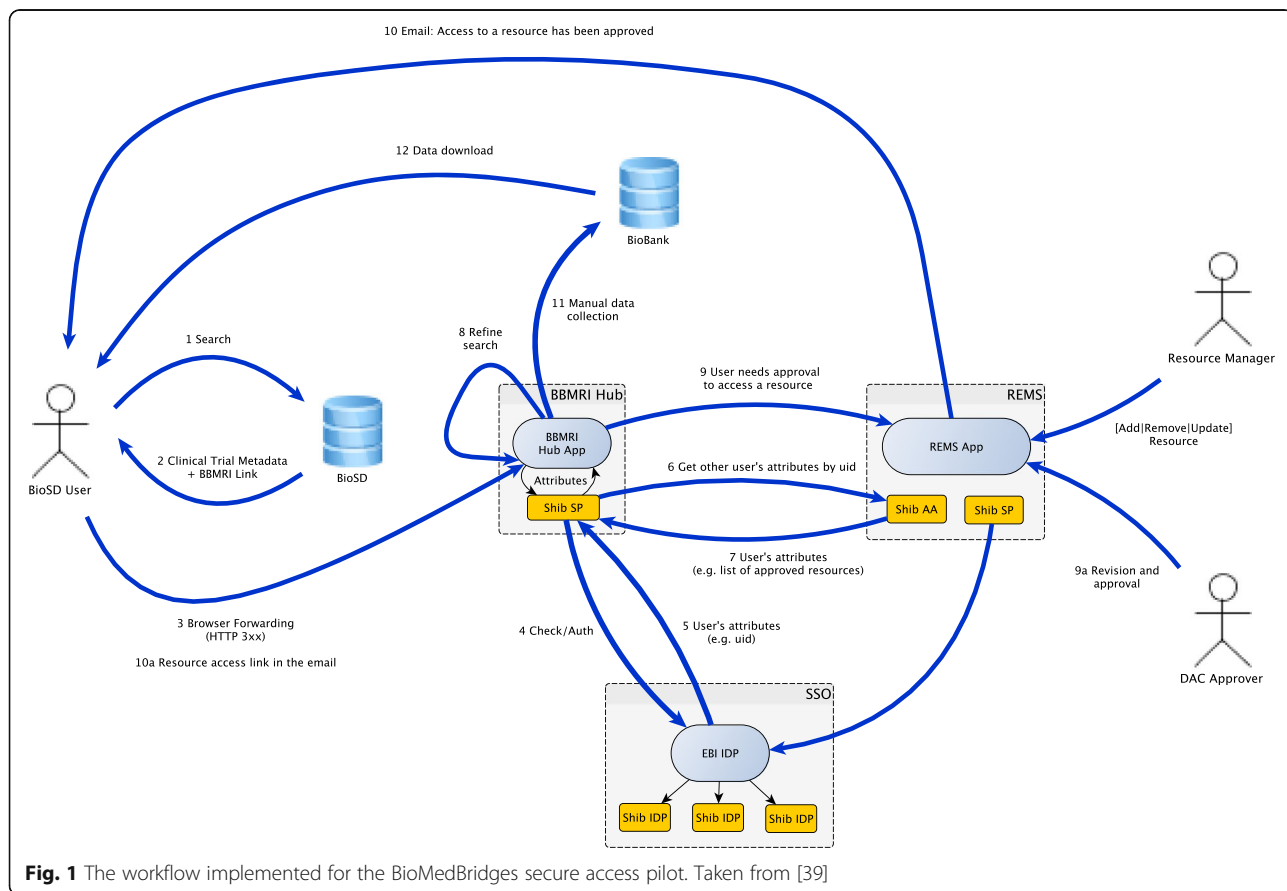 10 Email: Access to a resource has been approved
12 Data download
BioBank
11 Manual data
collection
8 Refine
search
1 Search
Resource Manager
9 User needs approval
to access a resource
BBMRI Hub
REMS
BBMRI
Hub App
REMS App
[Add|Remove|Update]
Resource
2 Clinical Trial Metadata
+ BBMRI Link
BioSD
BioSD User
Attributes
6 Get other user's attributes by uid
Shib SP
Shib AA
Shib SP
7 User's attributes
(e.g. list of approved resources)
9a Revision and
approval
3 Browser Forwarding
(HTTP 3xx)
4 Check/Auth
5 User's attributes
(e.g. uid)
10a Resource access link in the email
DAC Approver
SSO
EBI IDP
Shib IDP
Shib IDP
Shib IDP
Fig. 1 The workflow implemented for the BioMedBridges secure access pilot. Taken from [39]